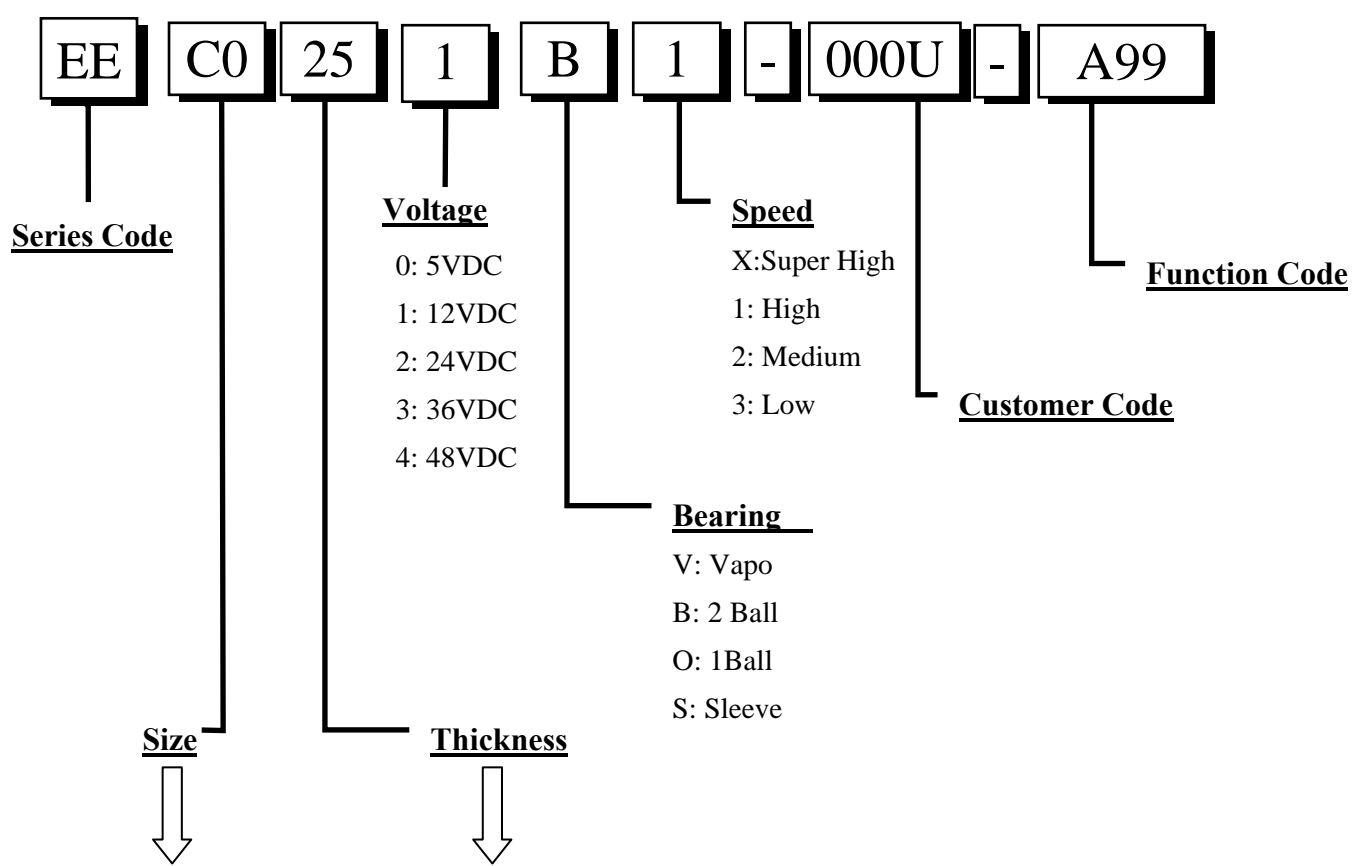 EE C0 25 1 B 1 - 000U - A99
Series Code
Voltage
0: 5VDC
1: 12VDC
2: 24VDC
3: 36VDC
4: 48VDC
Speed
X:Super High
1: High
2: Medium
3: Low
Function Code
Customer Code
Bearing
V: Vapo
B: 2 Ball
O: 1Ball
S: Sleeve
Size
Thickness